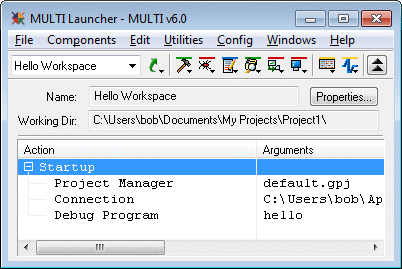 MULTI Launcher - MULTI v6.0
File Components Edit Utilities Config Windows Help
Hello Workspace
Name: Hello Workspace Properties...
Working Dir: C:\Users\bob\Documents\My Projects\Project1\
Action Arguments
Startup
Project Manager default.gpj
Connection C:\Users\bob\Ap
Debug Program hello